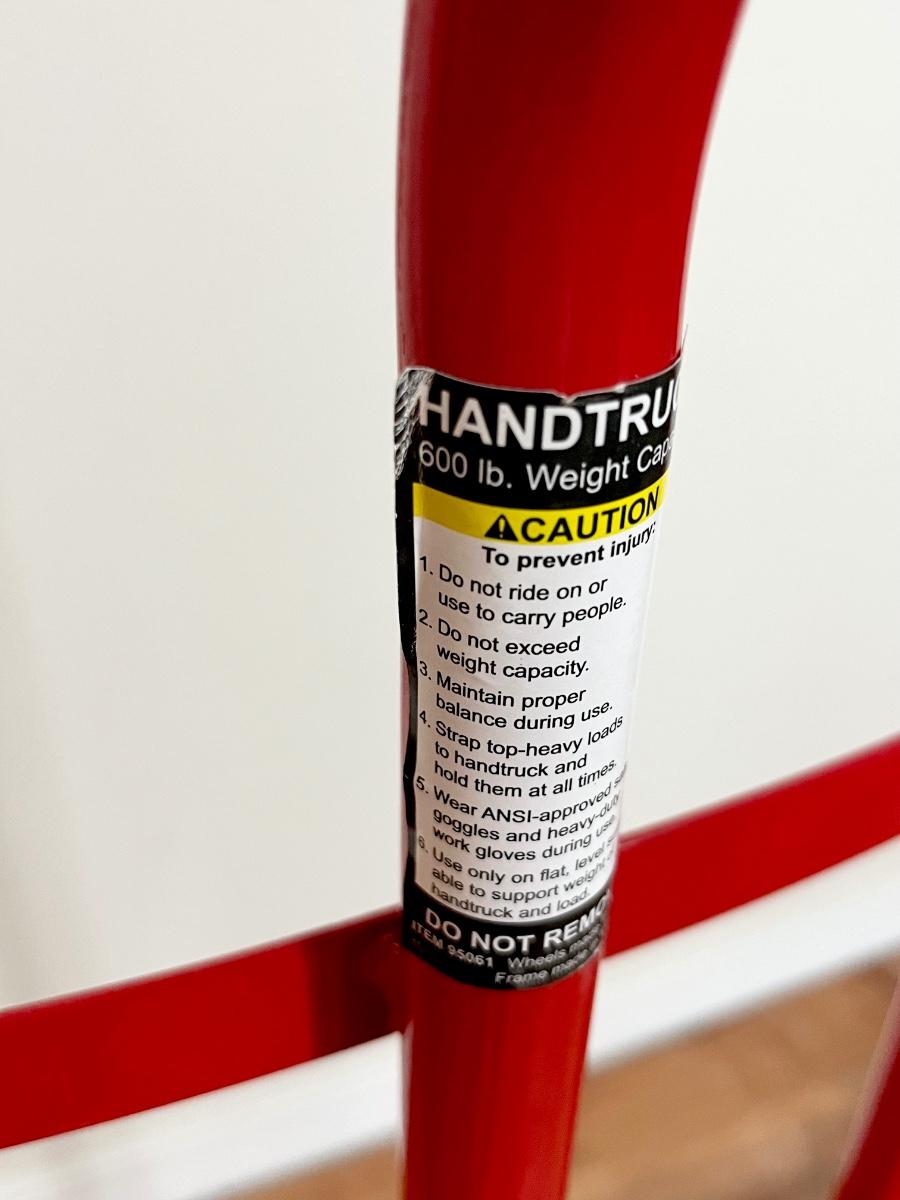 HANDTRUC
600 lb. Weight Cap
CAUTION
To prevent injury:
1. Do not ride on or
use to carry people.
2. Do not exceed
weight capacity.
3. Maintain proper
balance during use.
4. Strap top-heavy loads
to handtruck and
hold them at all times.
5. Wear ANSI-approved
goggles and heavy-duty
work gloves during use.
6. Use only on flat, level
able to support weight
handtruck and load.
DO NOT REMO
ITEM 95061 Wheels
Frame made